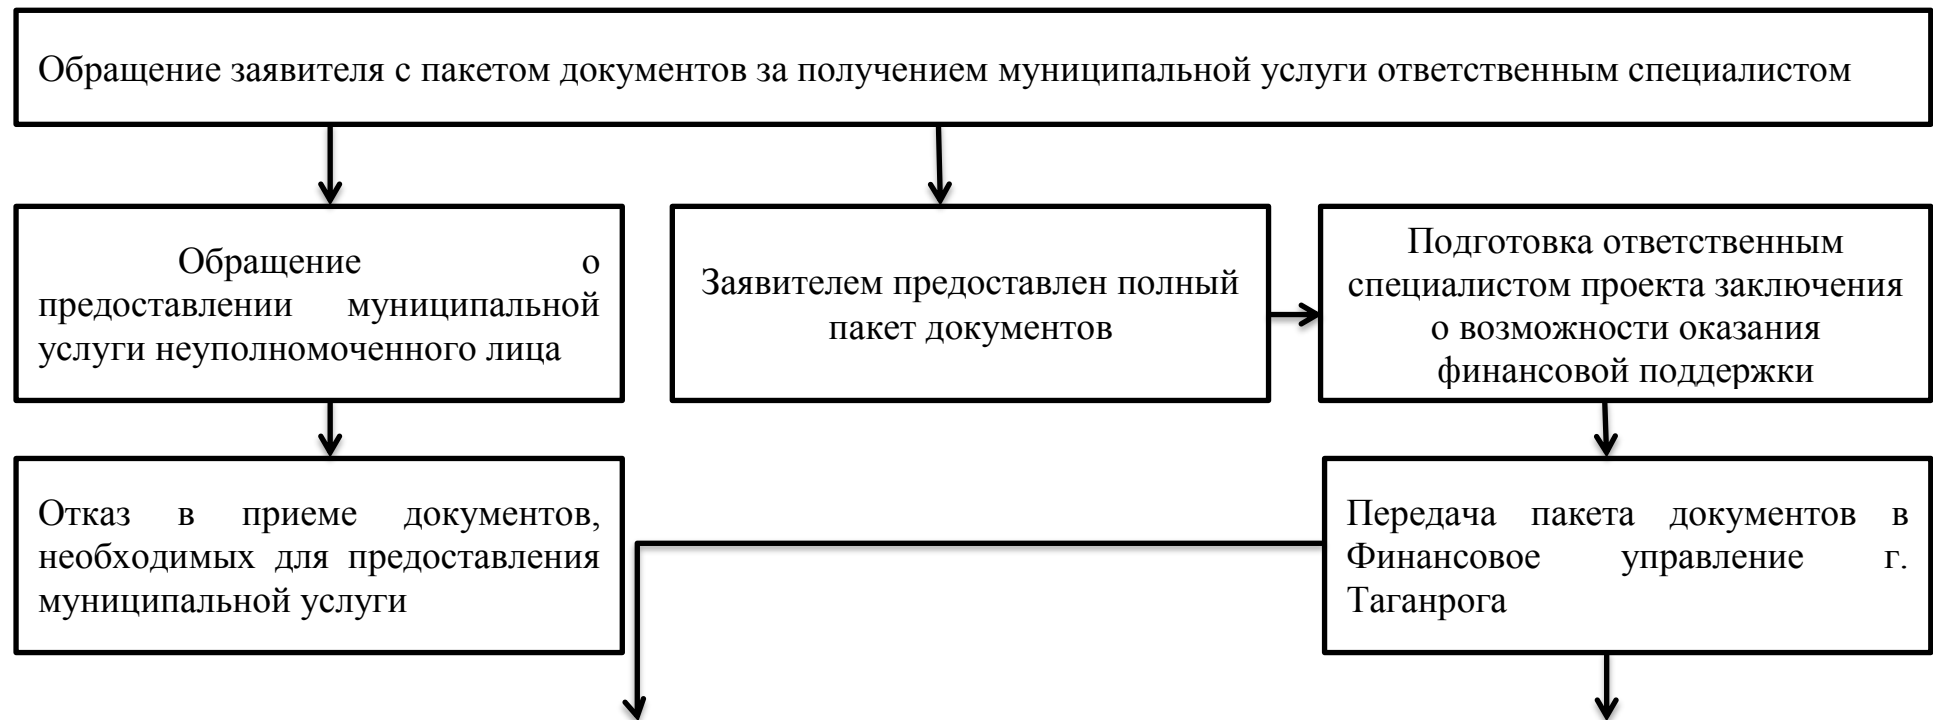 Обращение заявителя с пакетом документов за получением муниципальной услуги ответственным специалистом
Обращение о
предоставлении муниципальной
услуги неуполномоченного лица
Заявителем предоставлен полный
пакет документов
Подготовка ответственным
специалистом проекта заключения
о возможности оказания
финансовой поддержки
Отказ в приеме документов,
необходимых для предоставления
муниципальной услуги
Передача пакета документов в
Финансовое управление г.
Таганрога